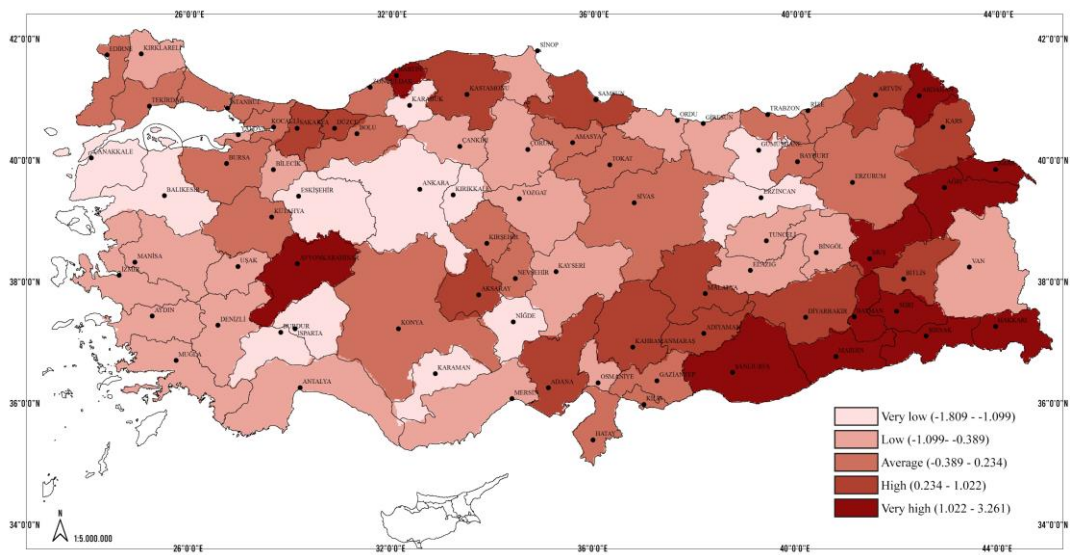 26°0'0"E 32°0'0"E 36°0'0"E 40°0'0"E 44°0'0"E
42°0'0"N 42°0'0"N
EDİRNE KIRKLARELİ SİNOP
TEKİRDAĞ İSTANBUL KASTAMONU SAMSUN ARTVİN
KOCAELİ SAKARYA DÜZCE BOLU KARABÜK ORDU GİRESUN TRABZON RİZE KARS
40°0'0"N 40°0'0"N
ÇANAKKALE BURSA BİLECİK ÇANKIRI ÇORUM AMASYA TOKAT GÜMÜŞHANE BAYBURT
BALIKESİR ESKİŞEHİR ANKARA KIRIKKALE YOZGAT SİVAS ERZİNCAN ERZURUM AĞRI
KÜTAHYA
MANİSA UŞAK AFYONKARAHİSAR KIRŞEHİR TUNCELİ BİNGÖL MUŞ VAN
38°0'0"N 38°0'0"N
İZMİR AKSARAY NEVŞEHİR KAYSERİ MALATYA ELAZIĞ BİTLİS
AYDIN DENİZLİ BURDUR ISPARTA KONYA NİĞDE ADIYAMAN DİYARBAKIR BATMAN SİİRT
MUĞLA KAHRAMANMARAŞ MARDİN ŞIRNAK HAKKARİ
ANTALYA KARAMAN MERSİN ADANA OSMANİYE GAZİANTEP ŞANLIURFA
36°0'0"N KİLİS 36°0'0"N
HATAY
Very low (-1.809 - -1.099)
Low (-1.099- -0.389)
Average (-0.389 - 0.234)
High (0.234 - 1.022)
Very high (1.022 - 3.261)
34°0'0"N N 34°0'0"N
1:5.000.000
26°0'0"E 32°0'0"E 36°0'0"E 40°0'0"E 44°0'0"E